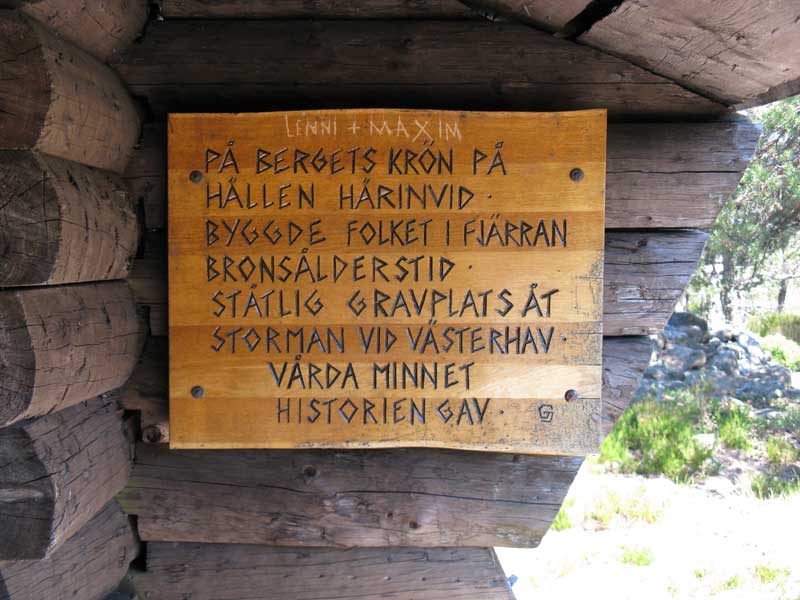 LENNI + MAXIM
PÅ BERGETS KRÖN PÅ
HÄLLEN HÄRINVID ·
BYGGDE FOLKET I FJÄRRAN
BRONSÅLDERSTID ·
STÅTLIG GRAVPLATS ÅT
STORMAN VID VÄSTERHAV ·
VÅRDA MINNET
HISTORIEN GAV · G